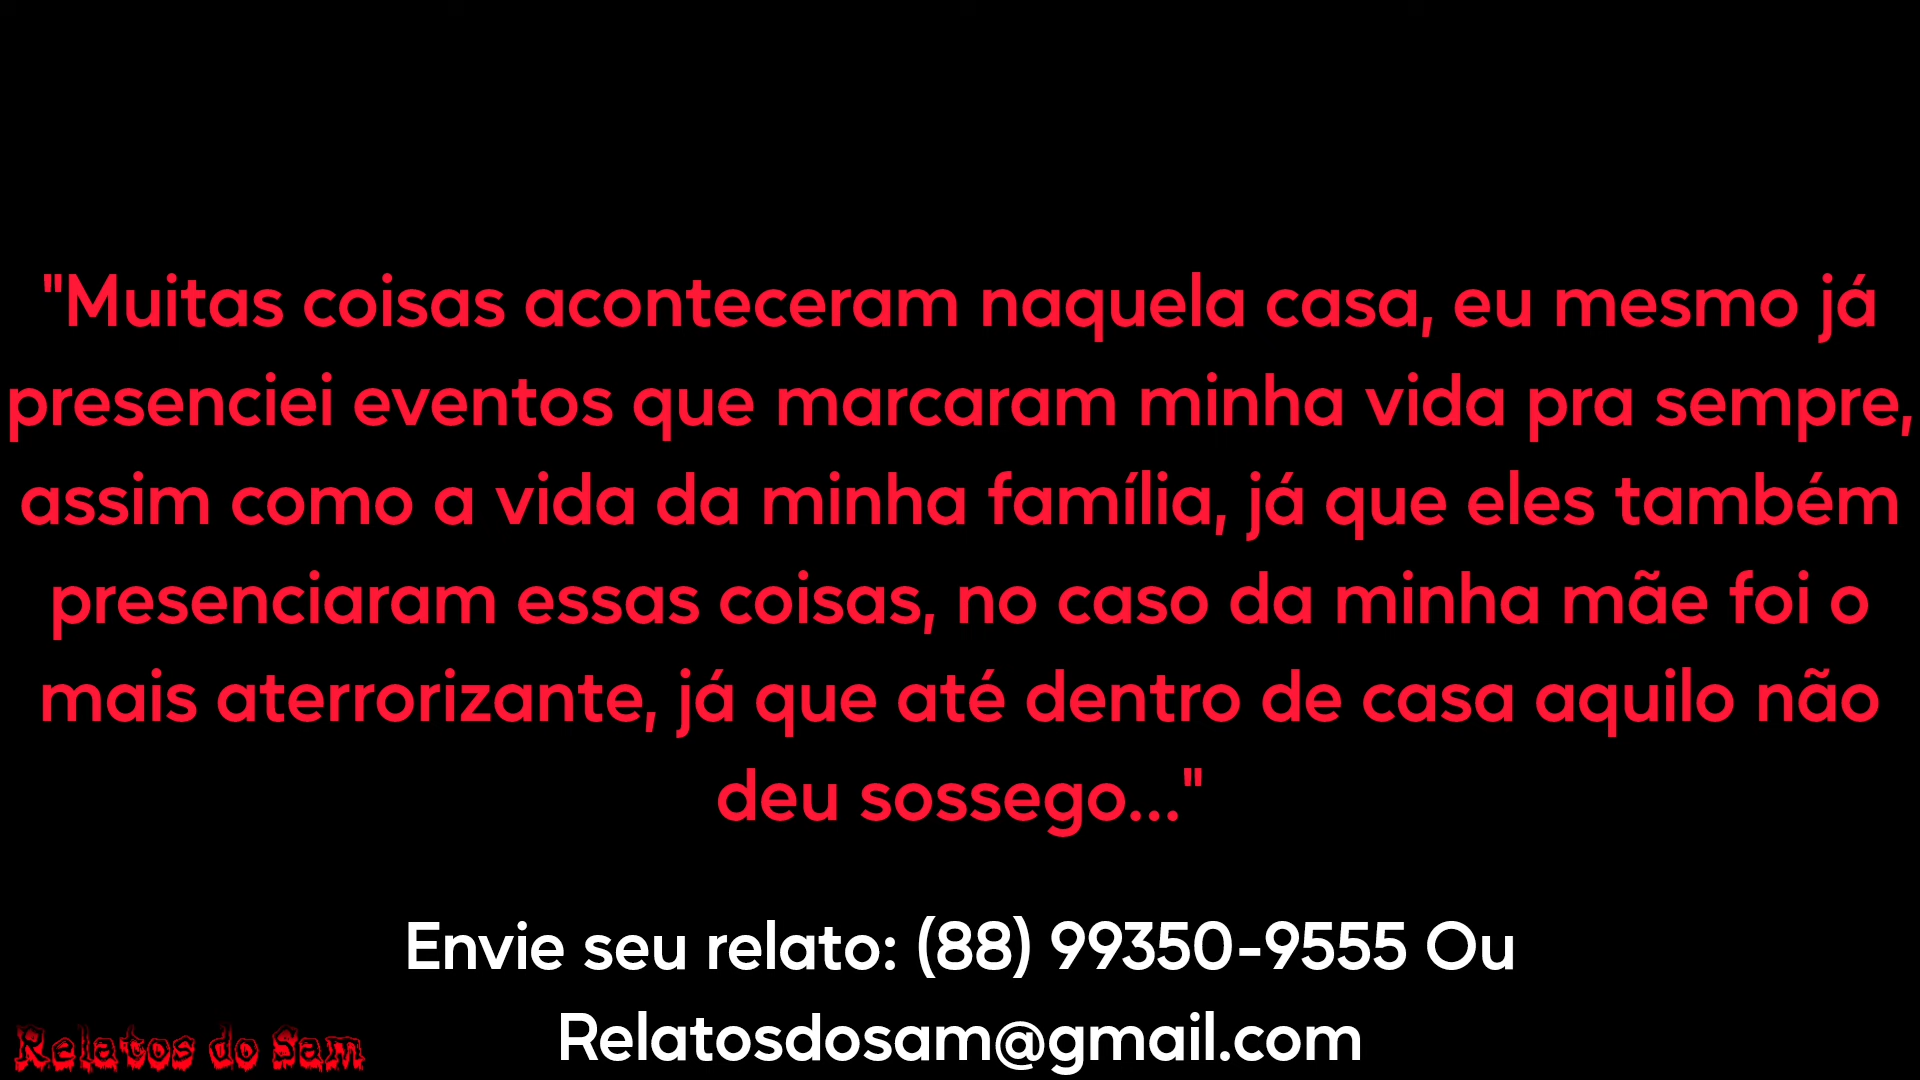 "Muitas coisas aconteceram naquela casa, eu mesmo já
presenciei eventos que marcaram minha vida pra sempre,
assim como a vida da minha família, já que eles também
presenciaram essas coisas, no caso da minha mãe foi o
mais aterrorizante, já que até dentro de casa aquilo não
deu sossego..."
Envie seu relato: (88) 99350-9555 Ou
Relatosdosam@gmail.com
Relatos do Sam